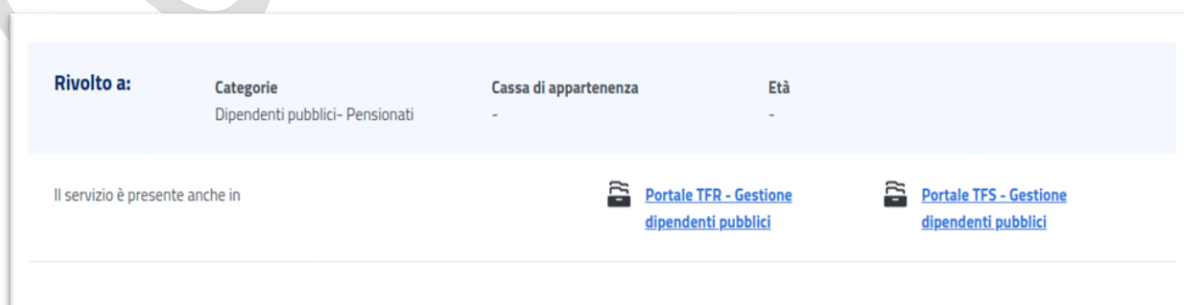 Rivolto a:
Categorie
Dipendenti pubblici- Pensionati
Cassa di appartenenza
-
Età
-
Il servizio è presente anche in
Portale TFR - Gestione
dipendenti pubblici
Portale TFS - Gestione
dipendenti pubblici